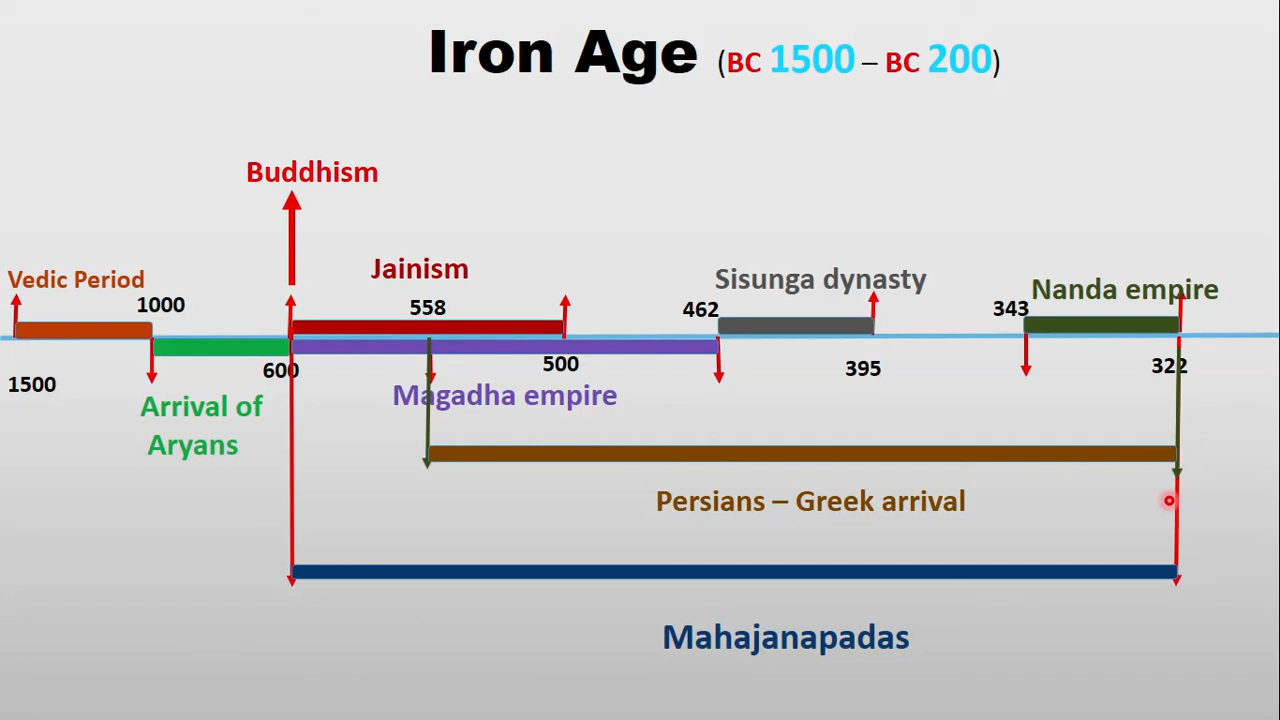 Iron Age (BC 1500 – BC 200)
Buddhism
Vedic Period
1000
Jainism
558
462
Sisunga dynasty
343
Nanda empire
1500
600
500
395
322
Arrival of
Aryans
Magadha empire
Persians – Greek arrival
Mahajanapadas